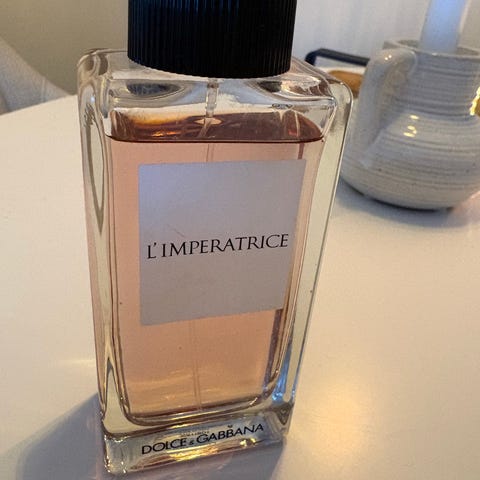 L'IMPERATRICE
DOLCE & GABBANA